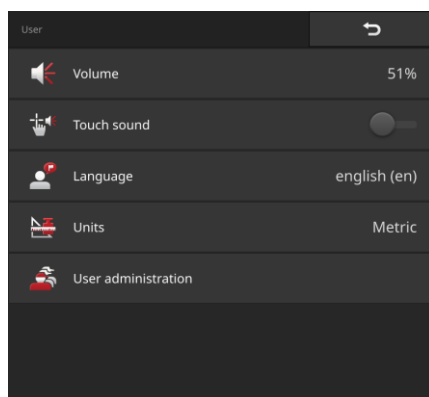 User
Volume 51%
Touch sound
Language english (en)
Units Metric
User administration